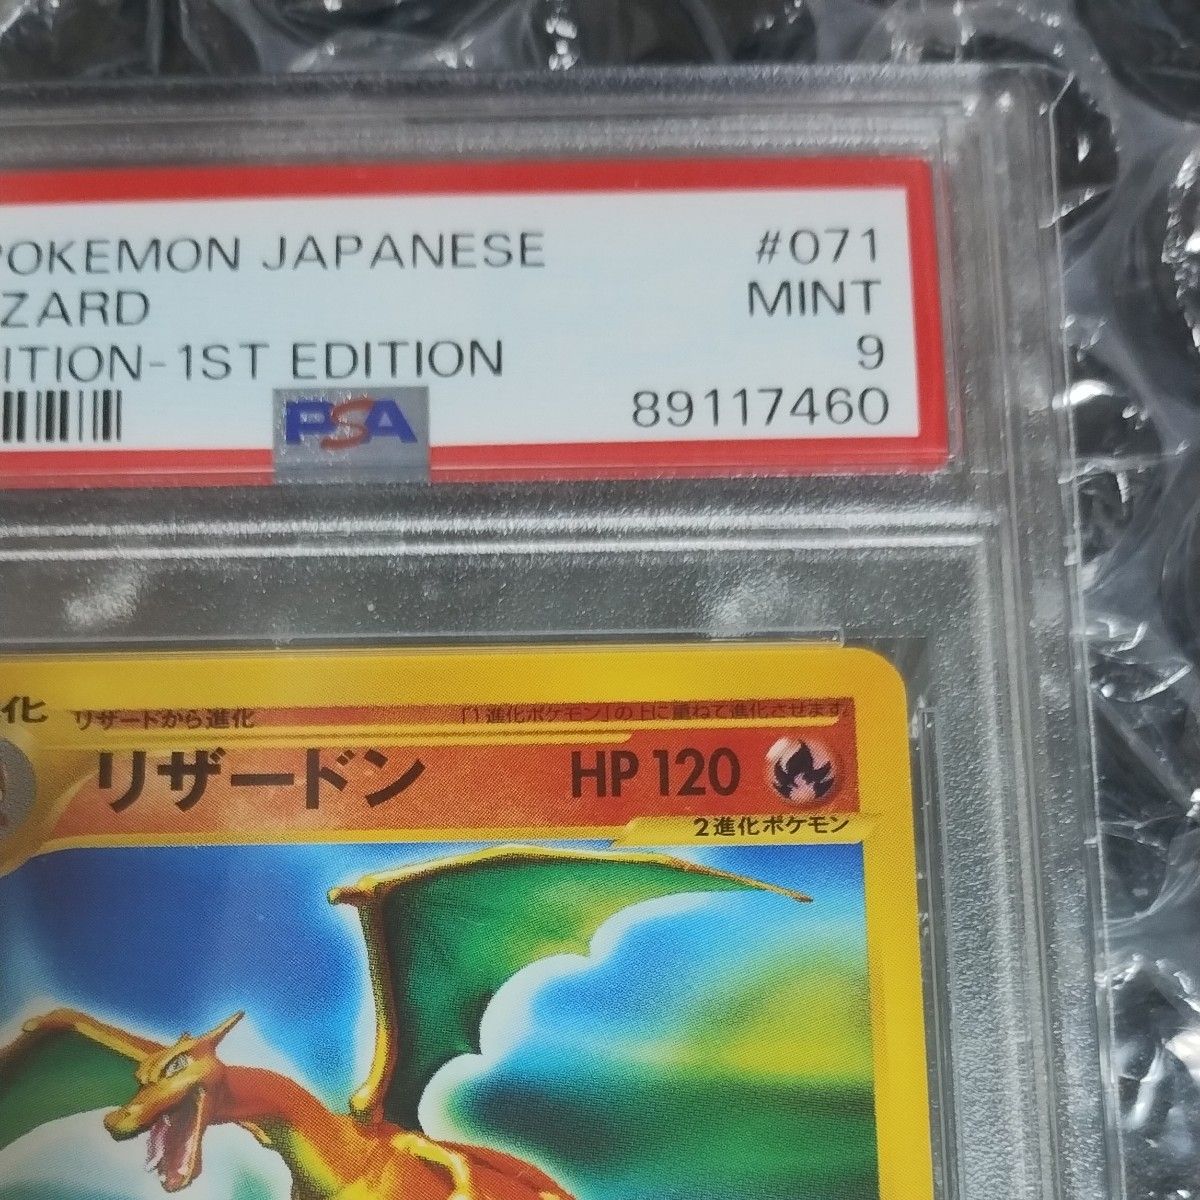 POKEMON JAPANESE #071
ZARD MINT
ITION-1ST EDITION 9
PSA 89117460
化 リザードから進化 「1進化ポケモン」の上に重ねて進化させます。
リザードン HP 120
2進化ポケモン